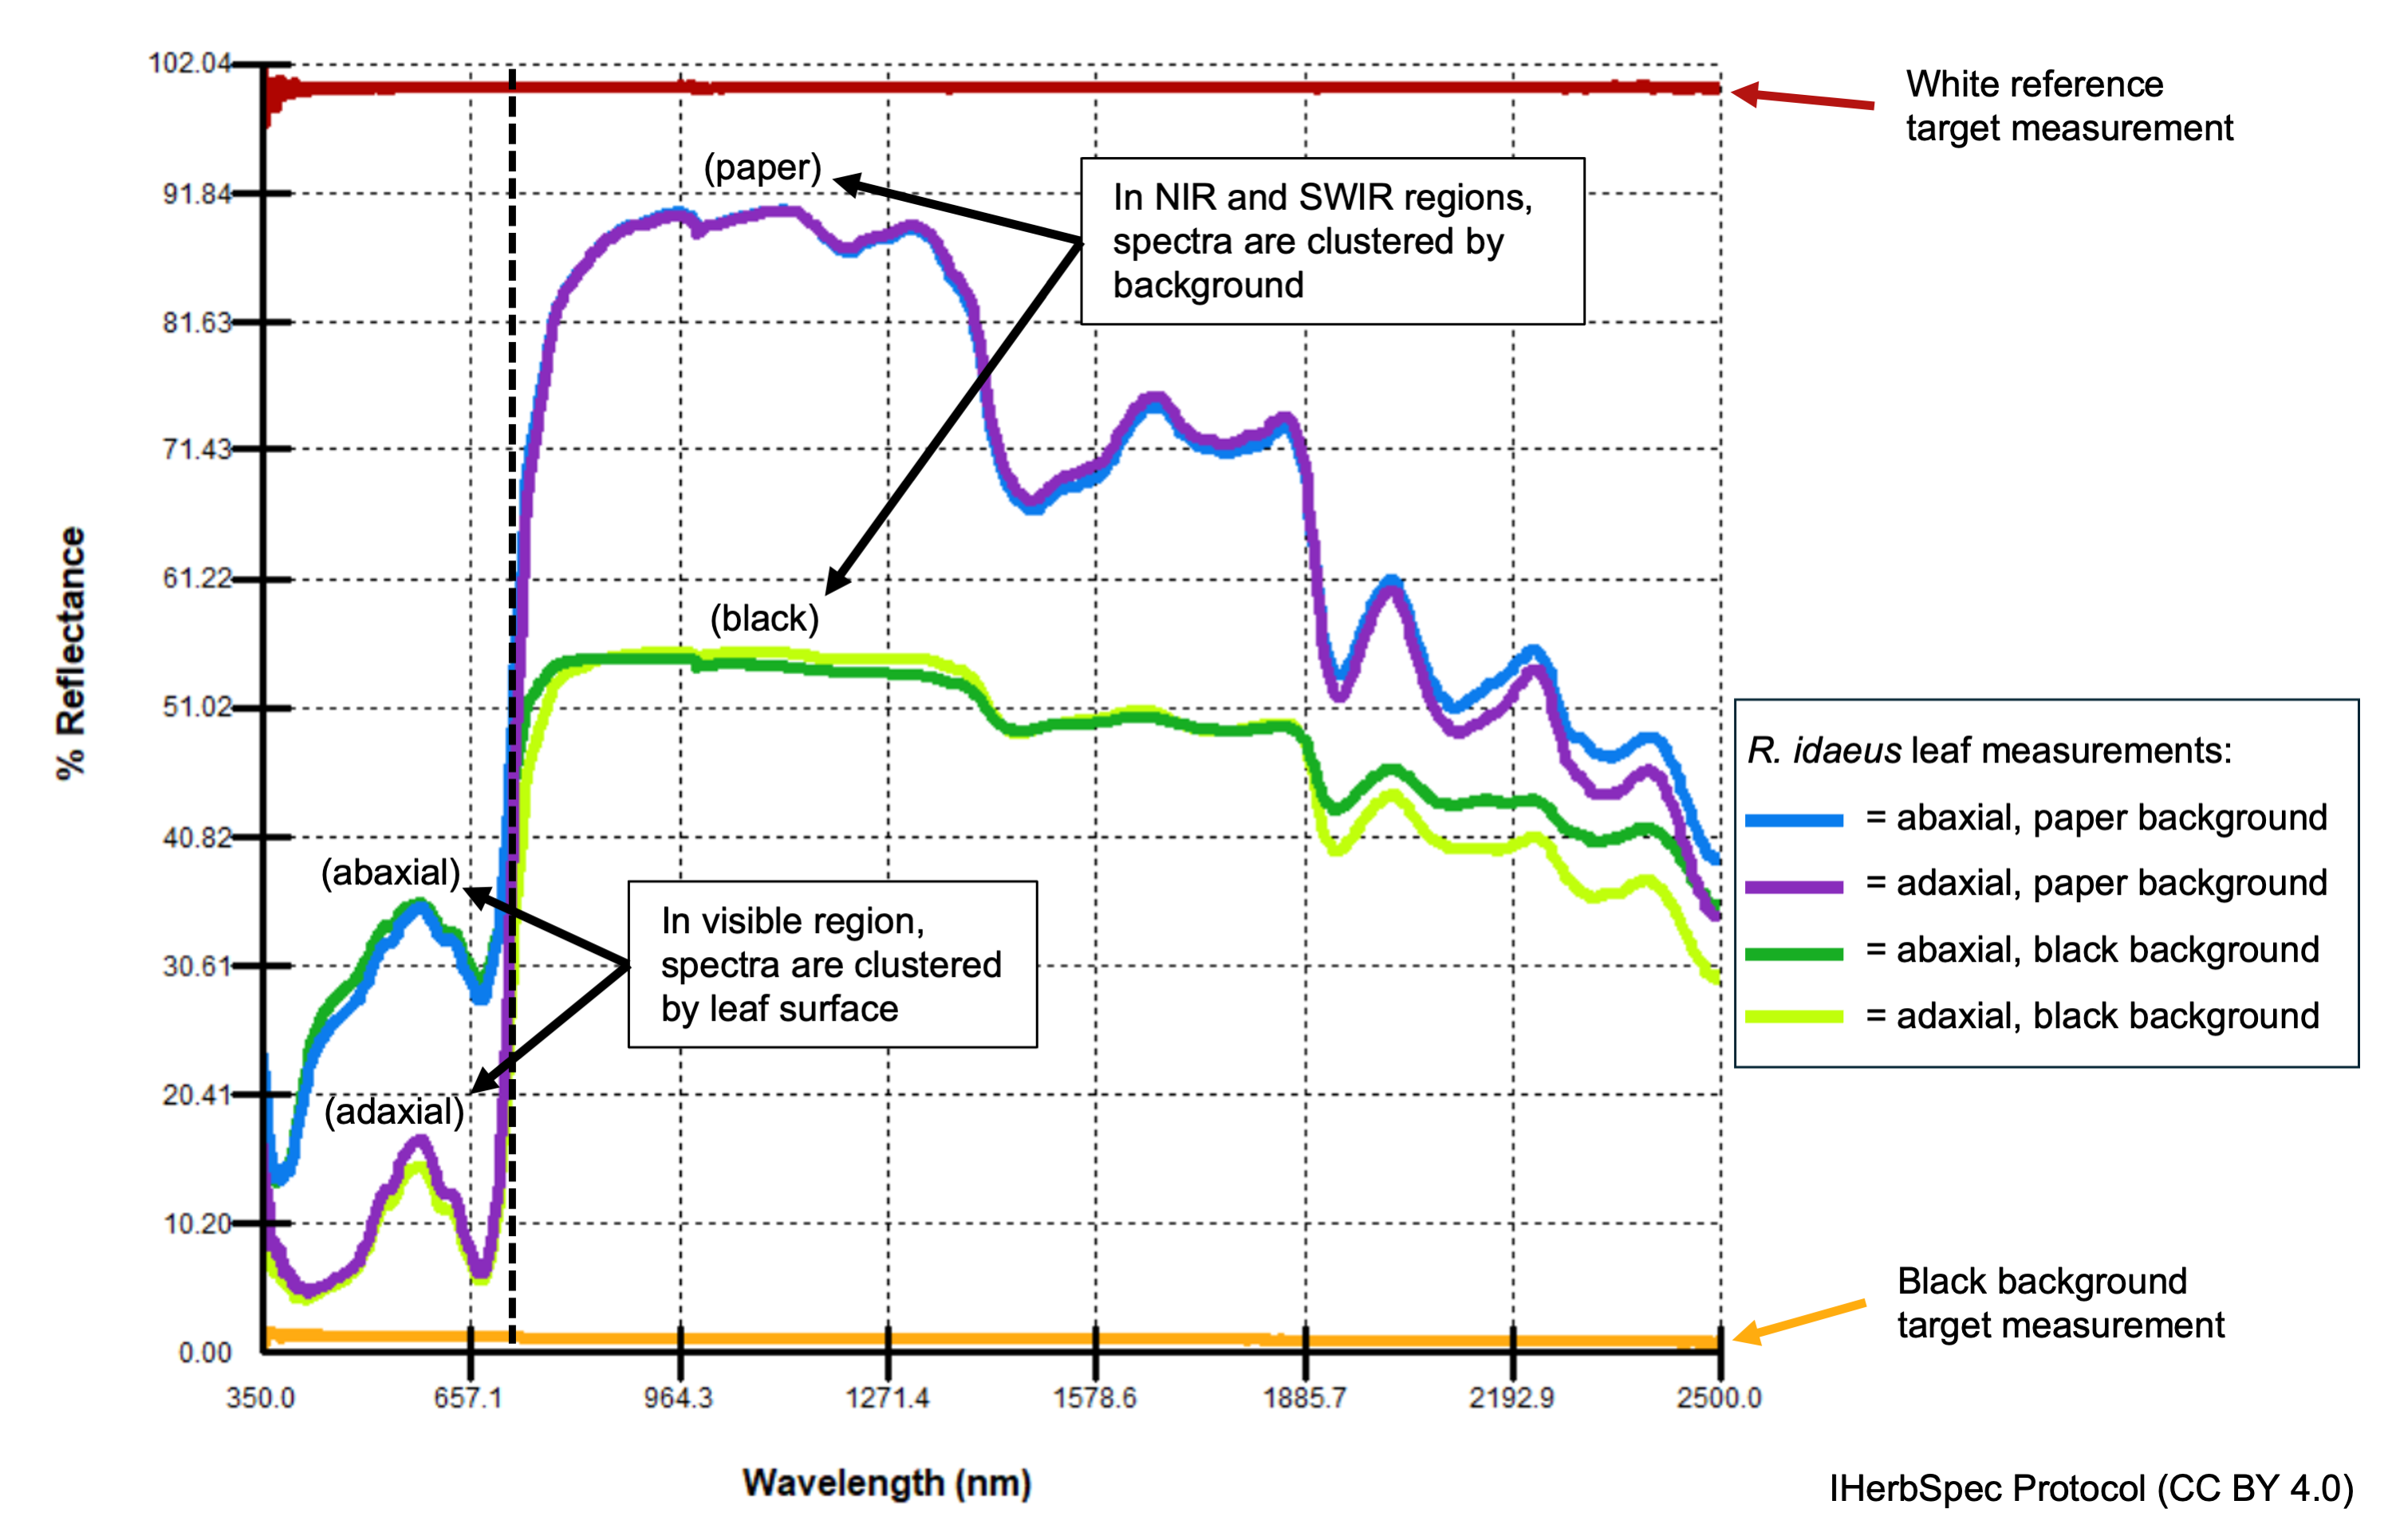 102.04
91.84
81.63
71.43
61.22
51.02
40.82
30.61
20.41
10.20
0.00
% Reflectance
350.0
657.1
964.3
1271.4
1578.6
1885.7
2192.9
2500.0
Wavelength (nm)
White reference
target measurement
(paper)
In NIR and SWIR regions,
spectra are clustered by
background
(black)
(abaxial)
In visible region,
spectra are clustered
by leaf surface
(adaxial)
R. idaeus leaf measurements:
= abaxial, paper background
= adaxial, paper background
= abaxial, black background
= adaxial, black background
Black background
target measurement
IHerbSpec Protocol (CC BY 4.0)